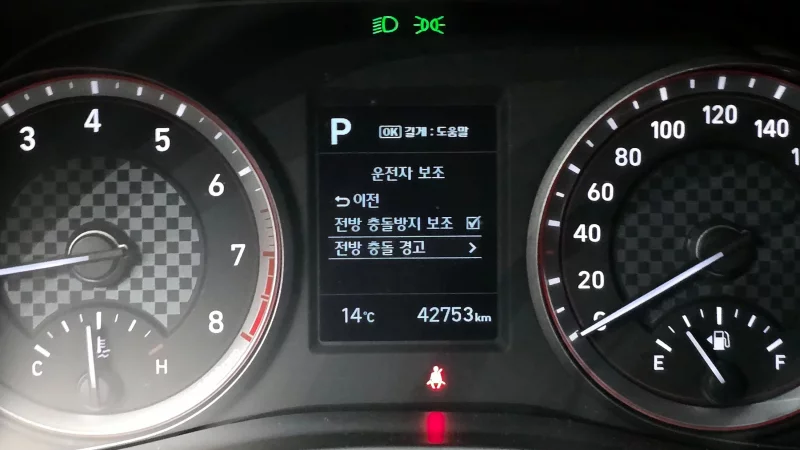 P
OK 길게 : 도움말
운전자 보조
이전
전방 충돌방지 보조
전방 충돌 경고
14℃ 42753km
3 4 5 6 7 8
C H
0 20 40 60 80 100 120 140
E F